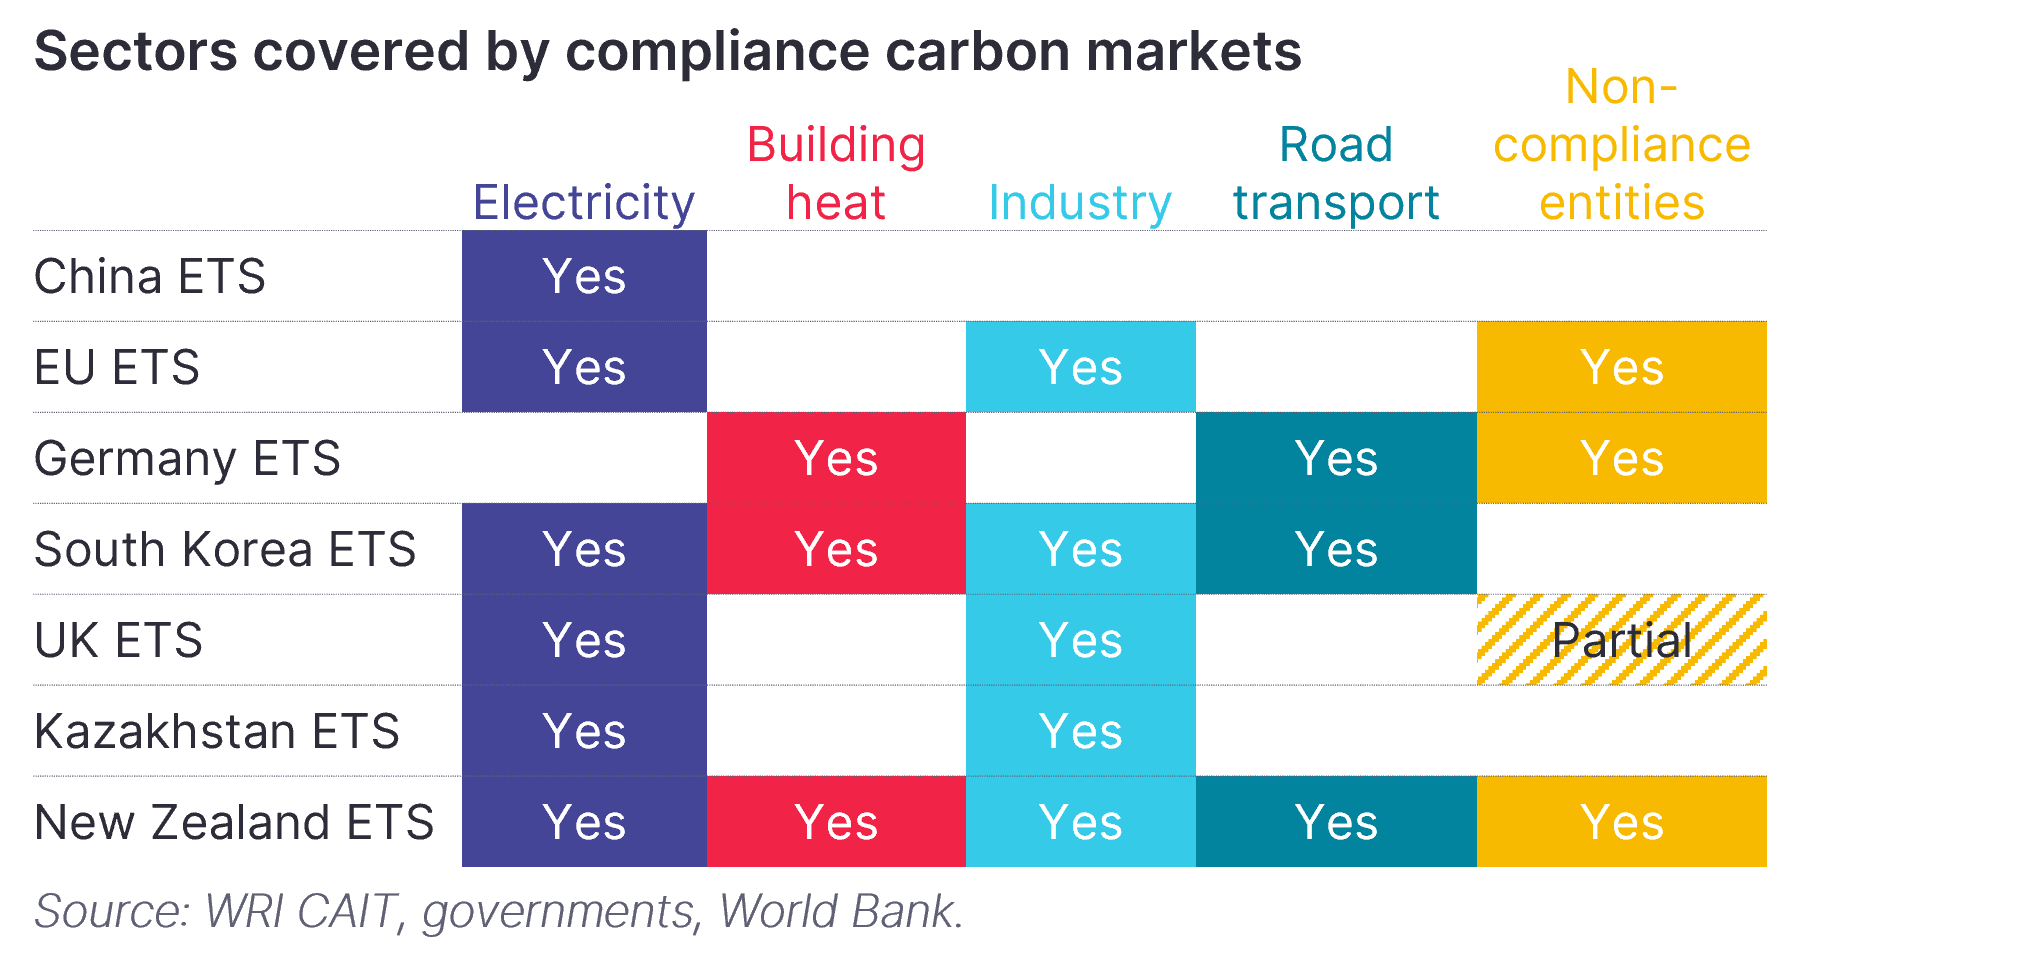 Sectors covered by compliance carbon markets
Electricity
Building
heat
Industry
Road
transport
Non-
compliance
entities
China ETS Yes
EU ETS Yes Yes Yes
Germany ETS Yes Yes Yes
South Korea ETS Yes Yes Yes Yes
UK ETS Yes Yes Partial
Kazakhstan ETS Yes Yes
New Zealand ETS Yes Yes Yes Yes Yes
Source: WRI CAIT, governments, World Bank.